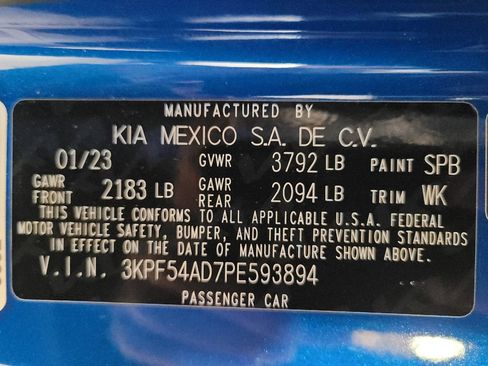 MANUFACTURED BY
KIA MEXICO S.A. DE C.V.
01/23 GVWR 3792 LB PAINT SPB
GAWR FRONT 2183 LB GAWR REAR 2094 LB TRIM WK
THIS VEHICLE CONFORMS TO ALL APPLICABLE U.S.A. FEDERAL
MOTOR VEHICLE SAFETY, BUMPER, AND THEFT PREVENTION STANDARDS
IN EFFECT ON THE DATE OF MANUFACTURE SHOWN ABOVE
V.I.N. 3KPF54AD7PE593894
PASSENGER CAR